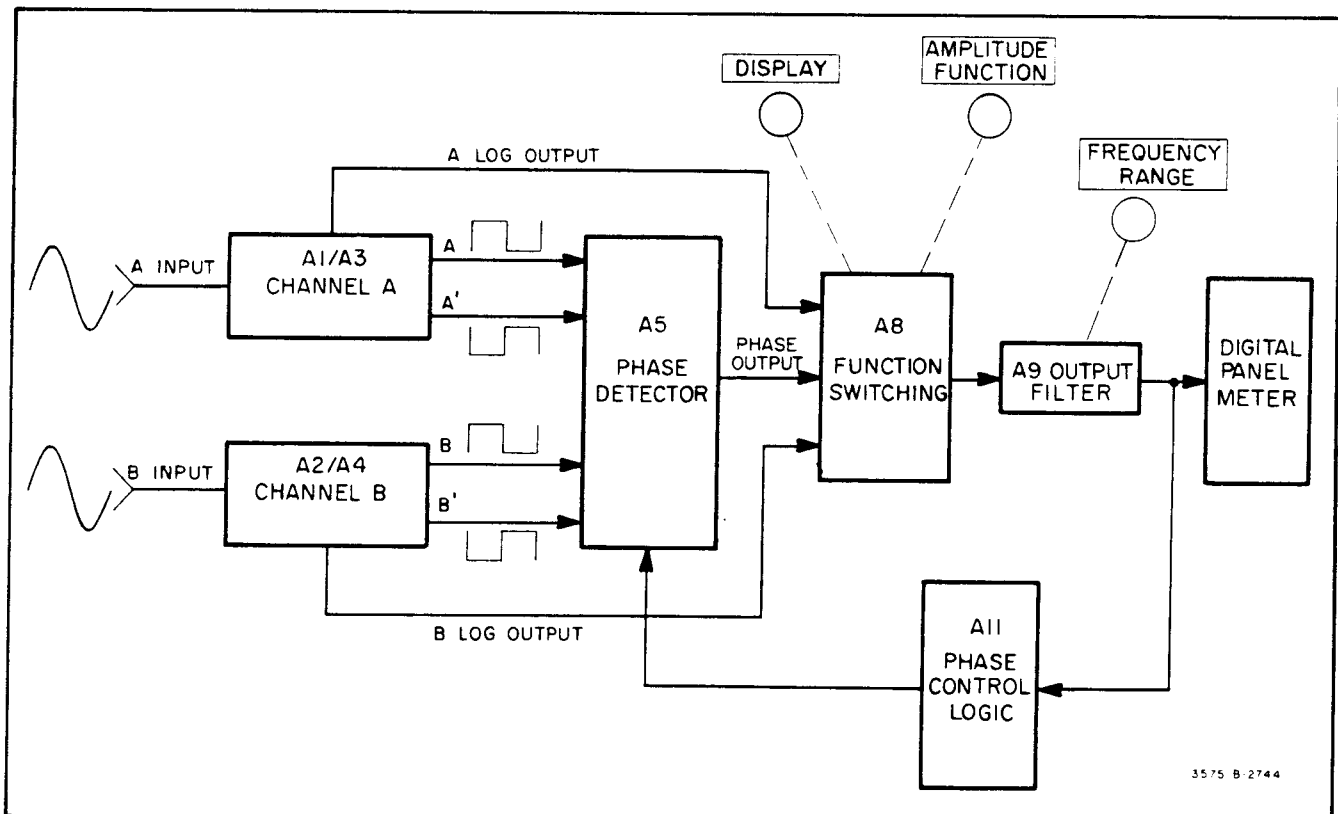 DISPLAY
AMPLITUDE
FUNCTION
FREQUENCY
RANGE
A LOG OUTPUT
A INPUT
A1/A3
CHANNEL A
A
A'
B INPUT
A2/A4
CHANNEL B
B
B'
B LOG OUTPUT
A5
PHASE
DETECTOR
PHASE
OUTPUT
A8
FUNCTION
SWITCHING
A9 OUTPUT
FILTER
DIGITAL
PANEL
METER
A11
PHASE
CONTROL
LOGIC
3575 B-2744